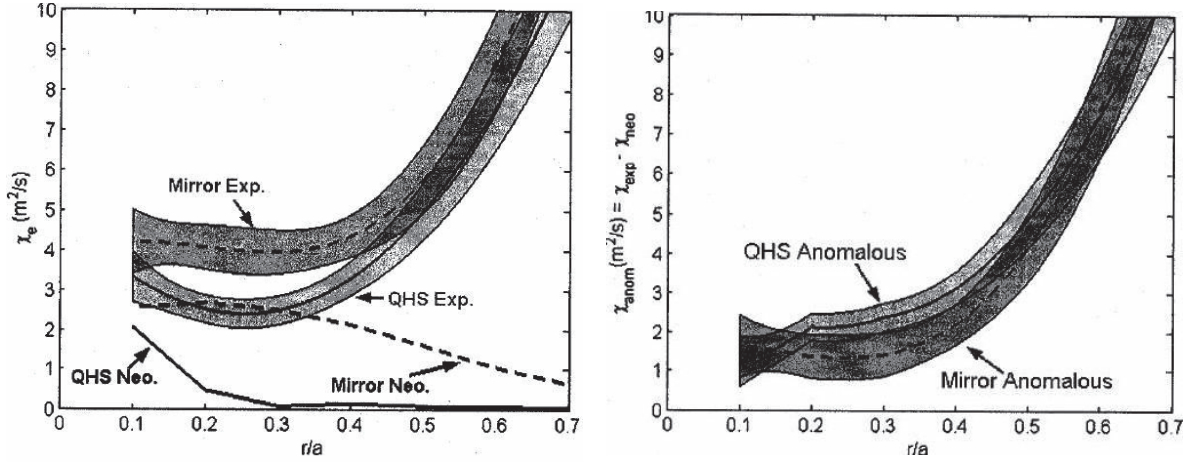 10
9
8
7
6
5
4
3
2
1
0
χe (m²/s)
Mirror Exp.
QHS Exp.
QHS Neo.
Mirror Neo.
0 0.1 0.2 0.3 0.4 0.5 0.6 0.7
r/a
10
9
8
7
6
5
4
3
2
1
0
χanom(m²/s) = χexp - χneo
QHS Anomalous
Mirror Anomalous
0 0.1 0.2 0.3 0.4 0.5 0.6 0.7
r/a